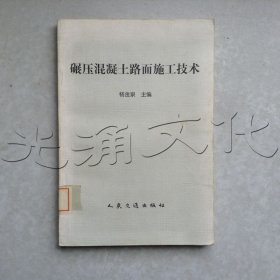 碾压混凝土路面施工技术
主编
光涌文化
人民交通出版社